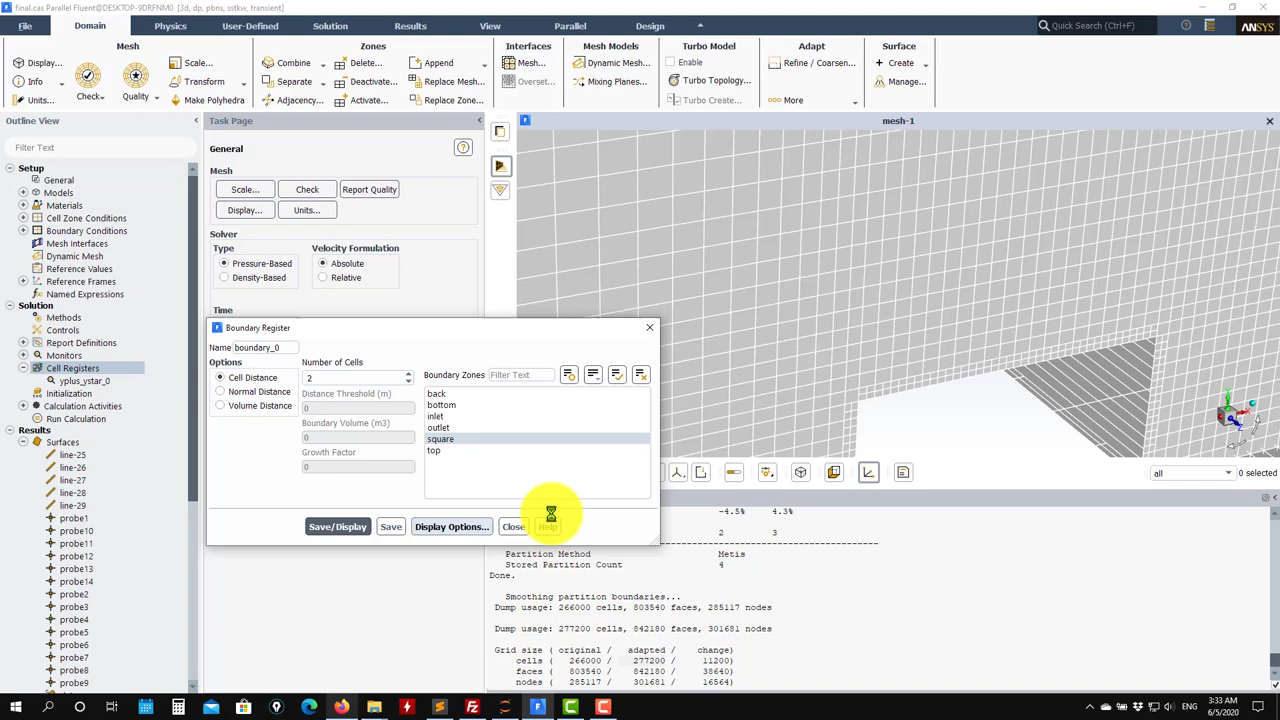 final.cas Parallel Fluent@DESKTOP-9DRFNM0 [3d, dp, pbns, sstkw, transient]
File Domain Physics User-Defined Solution Results View Parallel Design Quick Search (Ctrl+F) ANSYS
Mesh Zones Interfaces Mesh Models Turbo Model Adapt Surface
Display... Scale... Combine Delete... Append Mesh... Dynamic Mesh... Enable Refine / Coarsen... Create
Info Transform Separate Deactivate... Replace Mesh... Overset... Mixing Planes... Turbo Topology... Manage...
Units... Check Quality Make Polyhedra Adjacency... Activate... Replace Zone... Turbo Create... More
Outline View
Filter Text
Setup
General
Models
Materials
Cell Zone Conditions
Boundary Conditions
Mesh Interfaces
Dynamic Mesh
Reference Values
Reference Frames
Named Expressions
Solution
Methods
Controls
Report Definitions
Monitors
Cell Registers
yplus_ystar_0
Initialization
Calculation Activities
Run Calculation
Results
Surfaces
line-25
line-26
line-27
line-28
line-29
probe1
probe10
probe11
probe12
probe13
probe14
probe2
probe3
probe4
probe5
probe6
probe7
probe8
probe9
Task Page
General
Mesh
Scale... Check Report Quality
Display... Units...
Solver
Type Velocity Formulation
Pressure-Based Absolute
Density-Based Relative
Time
Boundary Register
Name boundary_0
Options
Cell Distance
Normal Distance
Volume Distance
Number of Cells
2
Distance Threshold (m)
0
Boundary Volume (m3)
0
Growth Factor
0
Boundary Zones Filter Text
back
bottom
inlet
outlet
square
top
Save/Display Save Display Options... Close Help
mesh-1
all 0 selected
-4.5% 4.3%
2 3
Partition Method Metis
Stored Partition Count 4
Done.
Smoothing partition boundaries...
Dump usage: 266000 cells, 803540 faces, 285117 nodes
Dump usage: 277200 cells, 842180 faces, 301681 nodes
Grid size ( original / adapted / change)
cells ( 266000 / 277200 / 11200)
faces ( 803540 / 842180 / 38640)
nodes ( 285117 / 301681 / 16564)
ENG 3:33 AM
6/5/2020